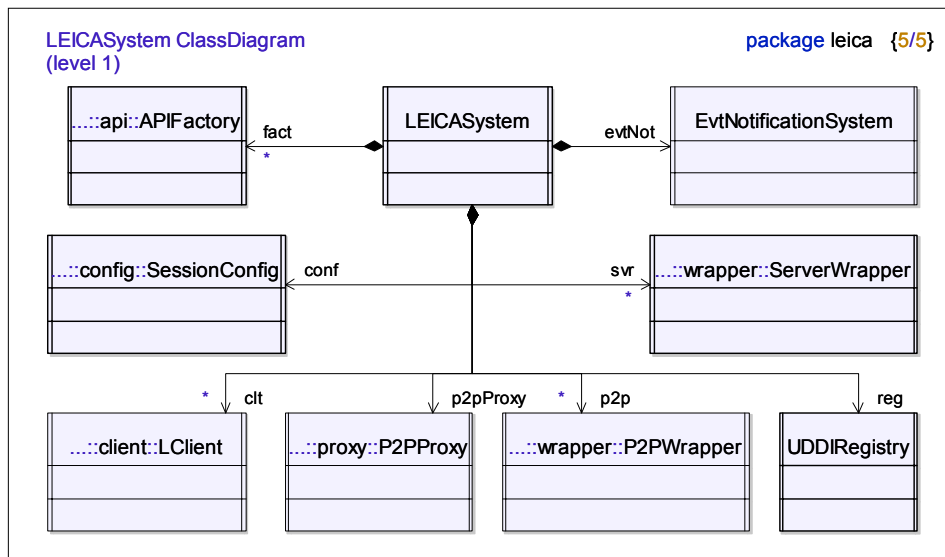 LEICASystem ClassDiagram
package leica {5/5}
(level 1)
....::api::APIFactory
fact
*
LEICASystem
evtNot
EvtNotificationSystem
....::config::SessionConfig
conf
svr
*
....::wrapper::ServerWrapper
* clt
p2pProxy
* p2p
reg
....::client::LClient
....::proxy::P2PProxy
....::wrapper::P2PWrapper
UDDIRegistry